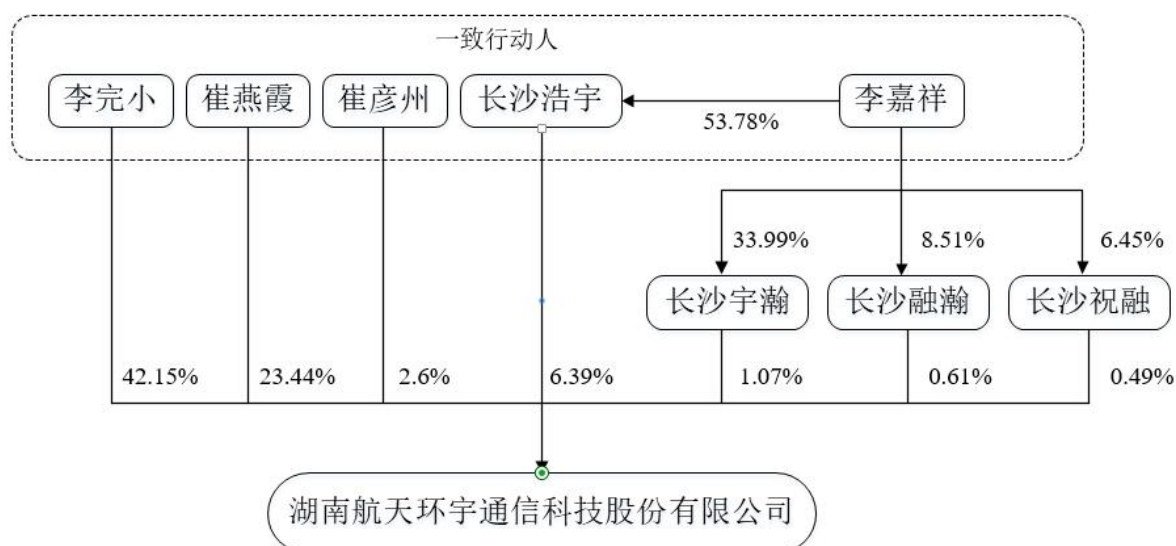 一致行动人
李完小
崔燕霞
崔彦州
长沙浩宇
李嘉祥
53.78%
33.99%
8.51%
6.45%
长沙宇瀚
长沙融瀚
长沙祝融
42.15%
23.44%
2.6%
6.39%
1.07%
0.61%
0.49%
湖南航天环宇通信科技股份有限公司